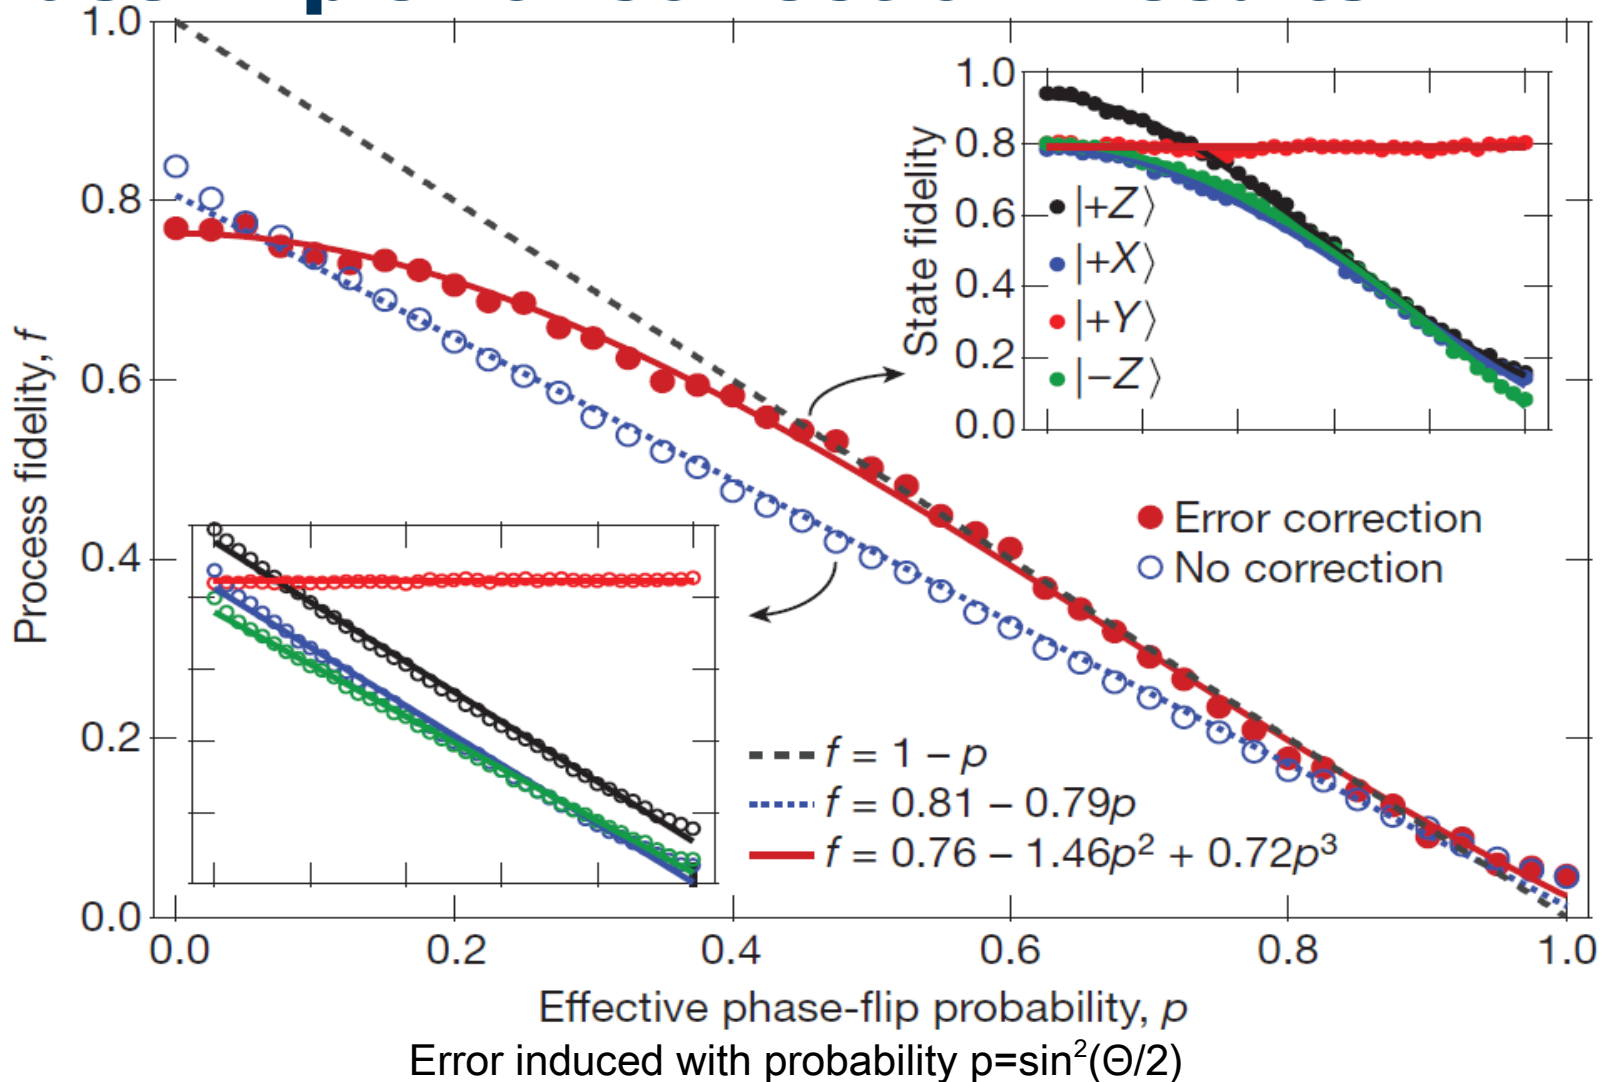 1.0
0.8
0.6
0.4
0.2
0.0
Process fidelity, f
0.0 0.2 0.4 0.6 0.8 1.0
Effective phase-flip probability, p
Error induced with probability p=sin²(Θ/2)
1.0
0.8
0.6
0.4
0.2
0.0
State fidelity
|+Z⟩
|+X⟩
|+Y⟩
|−Z⟩
Error correction
No correction
f = 1 – p
f = 0.81 – 0.79p
f = 0.76 – 1.46p² + 0.72p³